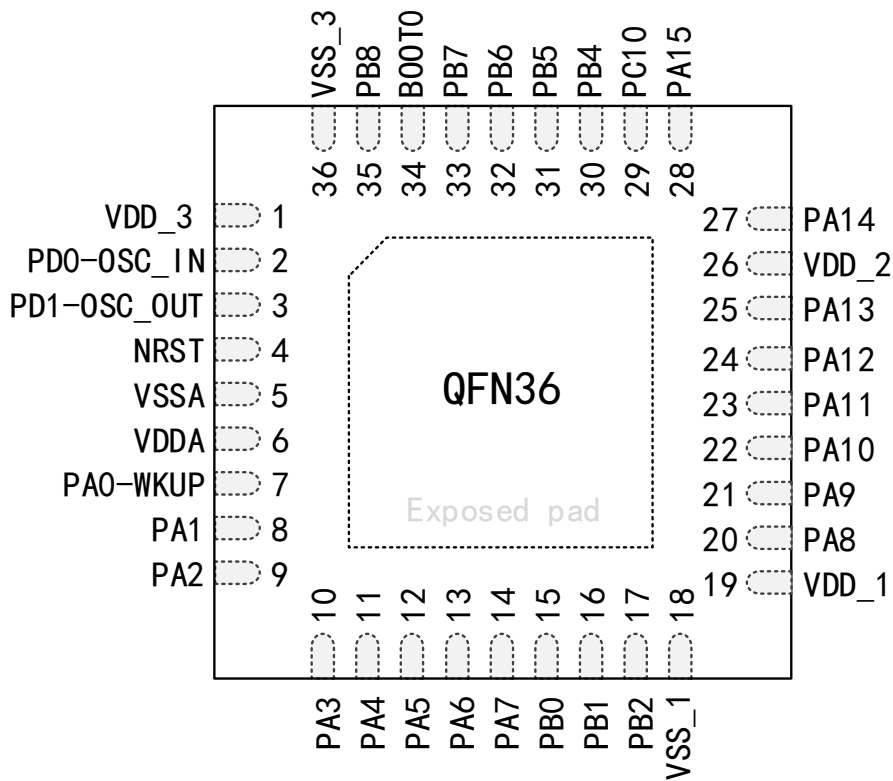 VSS_3
PB8
BOOT0
PB7
PB6
PB5
PB4
PC10
PA15
36
35
34
33
32
31
30
29
28
VDD_3 1
PD0-OSC_IN 2
PD1-OSC_OUT 3
NRST 4
VSSA 5
VDDA 6
PA0-WKUP 7
PA1 8
PA2 9
QFN36
Exposed pad
27 PA14
26 VDD_2
25 PA13
24 PA12
23 PA11
22 PA10
21 PA9
20 PA8
19 VDD_1
10
11
12
13
14
15
16
17
18
PA3
PA4
PA5
PA6
PA7
PB0
PB1
PB2
VSS_1